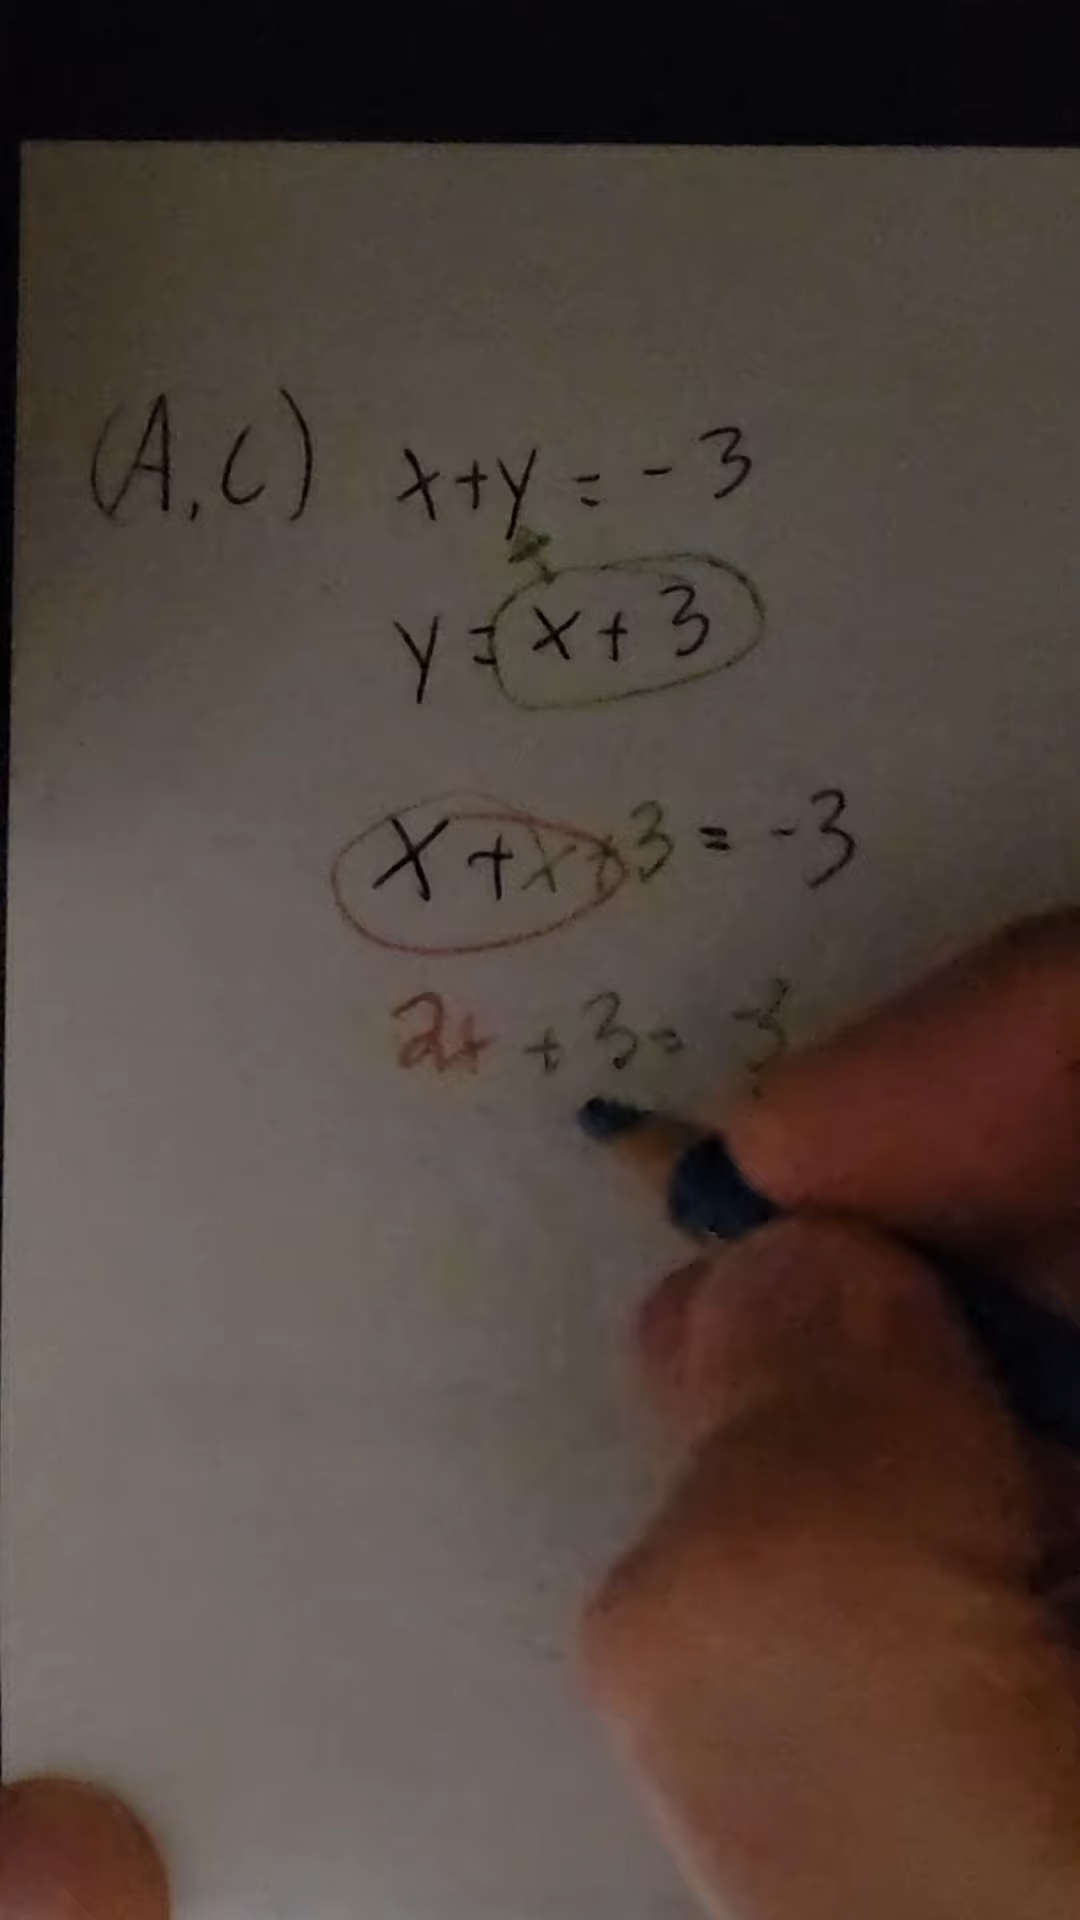 (A,C) x+y = -3
y = x+3
x+x+3 = -3
2x + 3 = -3